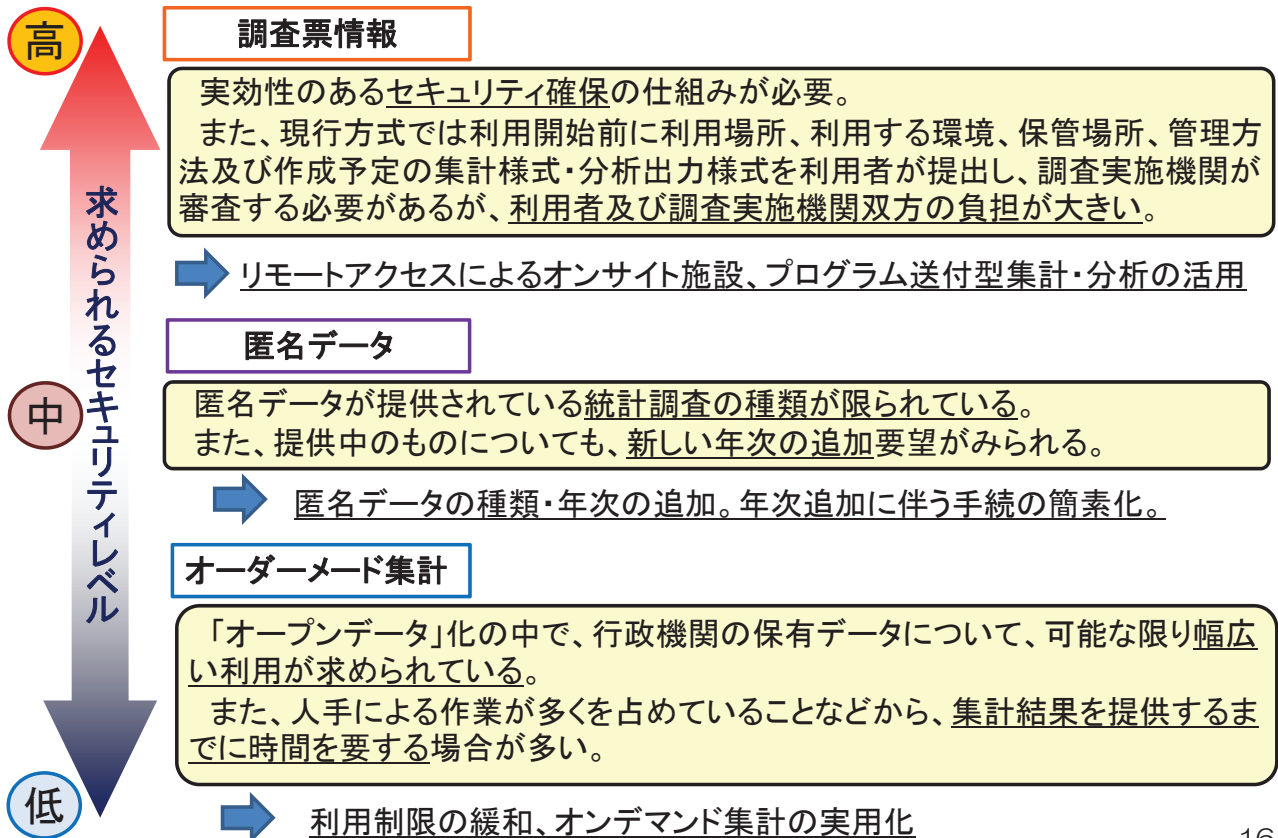 高
調査票情報
実効性のあるセキュリティ確保の仕組みが必要。
また、現行方式では利用開始前に利用場所、利用する環境、保管場所、管理方
法及び作成予定の集計様式・分析出力様式を利用者が提出し、調査実施機関が
審査する必要があるが、利用者及び調査実施機関双方の負担が大きい。
リモートアクセスによるオンサイト施設、プログラム送付型集計・分析の活用
求められるセキュリティレベル
匿名データ
中
匿名データが提供されている統計調査の種類が限られている。
また、提供中のものについても、新しい年次の追加要望がみられる。
匿名データの種類・年次の追加。年次追加に伴う手続の簡素化。
オーダーメード集計
「オープンデータ」化の中で、行政機関の保有データについて、可能な限り幅広
い利用が求められている。
また、人手による作業が多くを占めていることなどから、集計結果を提供するま
でに時間を要する場合が多い。
低
利用制限の緩和、オンデマンド集計の実用化
16